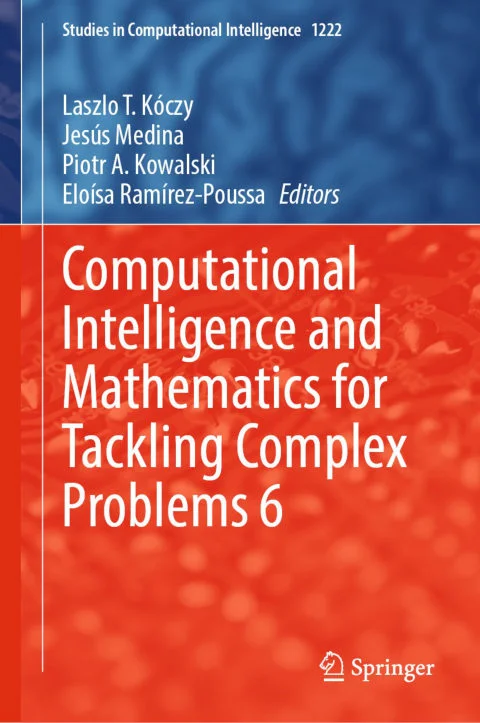 Studies in Computational Intelligence 1222
Laszlo T. Kóczy
Jesús Medina
Piotr A. Kowalski
Eloísa Ramírez-Poussa Editors
Computational
Intelligence and
Mathematics for
Tackling Complex
Problems 6
Springer